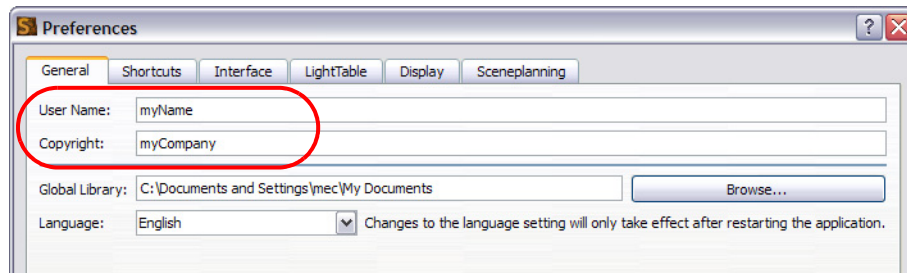 Preferences
General Shortcuts Interface LightTable Display Sceneplanning
User Name: myName
Copyright: myCompany
Global Library: C:\Documents and Settings\mec\My Documents Browse...
Language: English Changes to the language setting will only take effect after restarting the application.